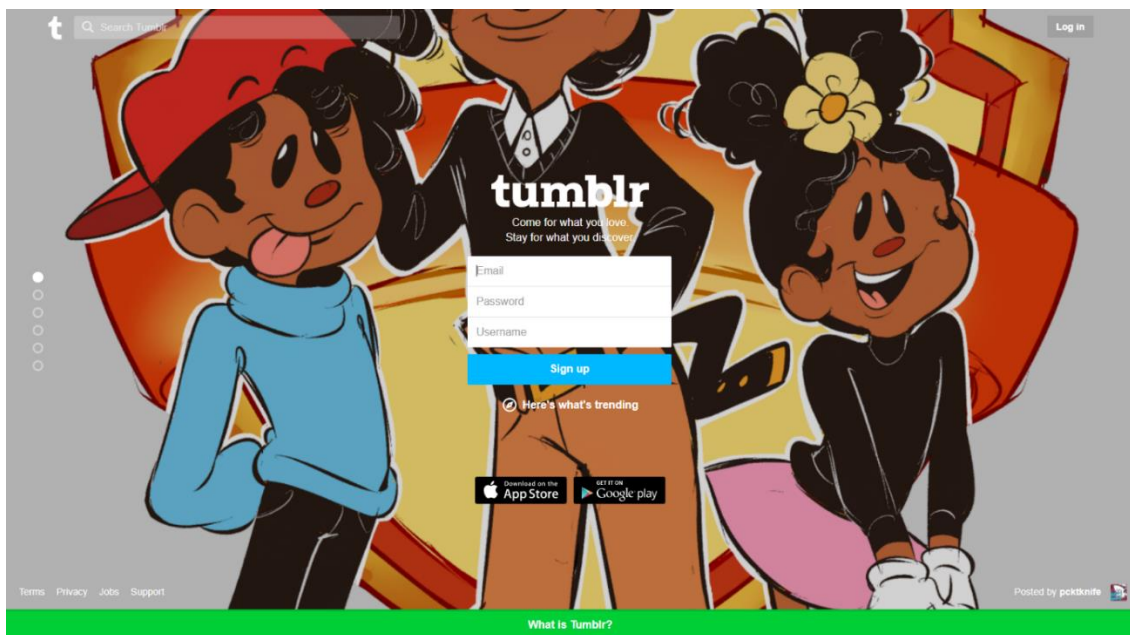 t
Search Tumblr
Log in
tumblr
Come for what you love.
Stay for what you discover.
Email
Password
Username
Sign up
Here's what's trending
Download on the
App Store
GET IT ON
Google play
Terms Privacy Jobs Support
Posted by pcktknife
What is Tumblr?